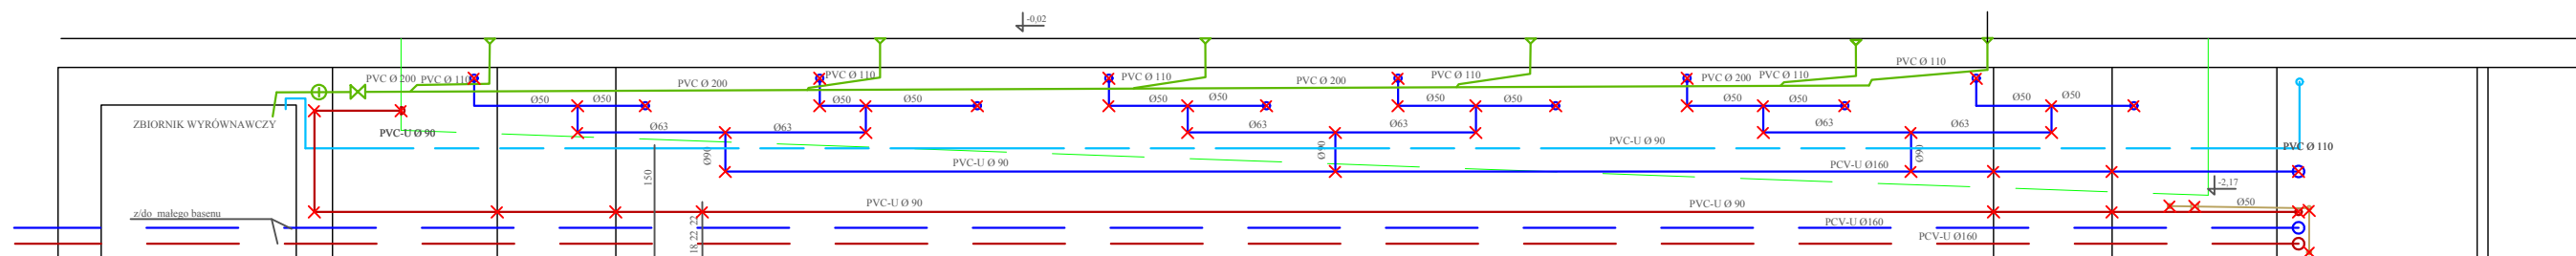 -0,02
PVC Ø 200
PVC Ø 110
PVC Ø 200
PVC Ø 110
PVC Ø 110
PVC Ø 200
PVC Ø 110
PVC Ø 200
PVC Ø 110
PVC Ø 110
Ø50
Ø50
Ø50
Ø50
Ø50
Ø50
Ø50
Ø50
Ø50
Ø50
Ø50
Ø50
ZBIORNIK WYRÓWNAWCZY
PVC-U Ø 90
Ø63
Ø63
Ø63
Ø63
Ø63
Ø63
PVC-U Ø 90
PVC Ø 110
Ø90
Ø90
Ø90
PVC-U Ø 90
PCV-U Ø160
150
-2,17
PVC-U Ø 90
PVC-U Ø 90
Ø50
z/do małego basenu
PCV-U Ø160
18 22 22
PCV-U Ø160